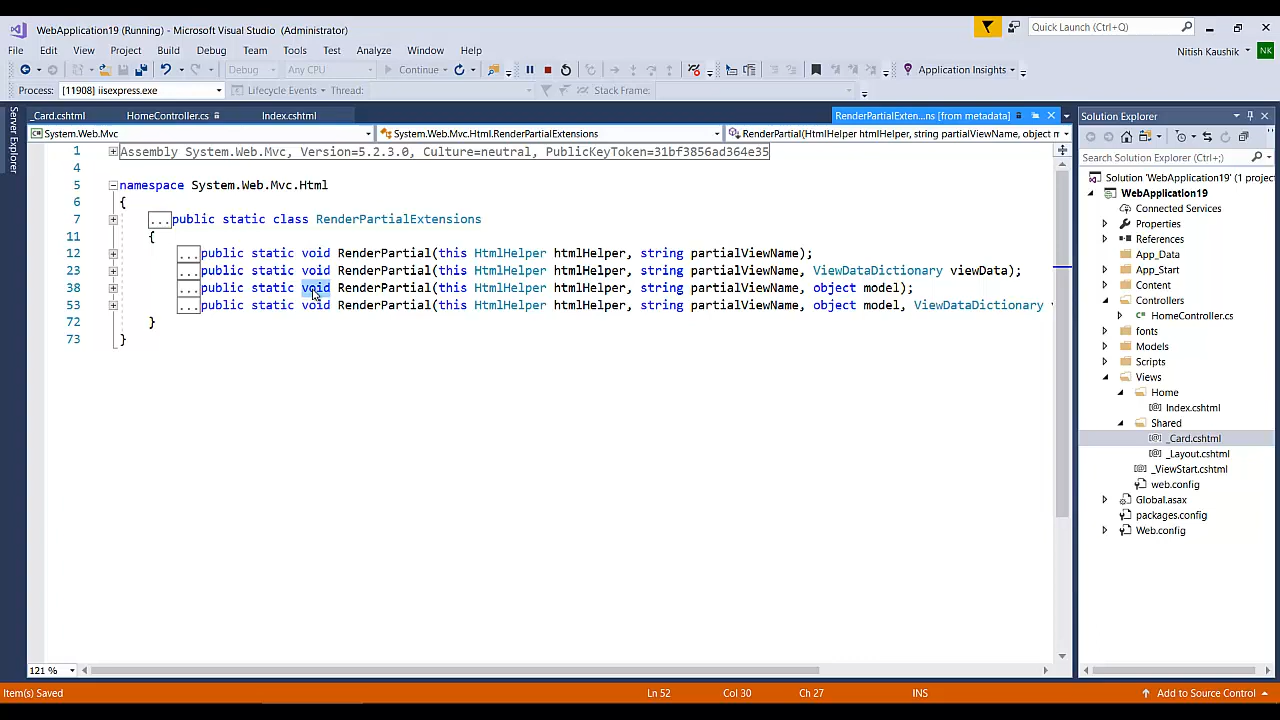 WebApplication19 (Running) - Microsoft Visual Studio (Administrator)
Quick Launch (Ctrl+Q)
File Edit View Project Build Debug Team Tools Test Analyze Window Help
Nitish Kaushik NK
Debug Any CPU Continue Application Insights
Process: [11908] iisexpress.exe Lifecycle Events Thread: Stack Frame:
Server Explorer
_Card.cshtml HomeController.cs Index.cshtml RenderPartialExten...ns [from metadata]
System.Web.Mvc System.Web.Mvc.Html.RenderPartialExtensions RenderPartial(HtmlHelper htmlHelper, string partialViewName, object m
1 Assembly System.Web.Mvc, Version=5.2.3.0, Culture=neutral, PublicKeyToken=31bf3856ad364e35
4
5 namespace System.Web.Mvc.Html
6 {
7 ...public static class RenderPartialExtensions
11 {
12 ...public static void RenderPartial(this HtmlHelper htmlHelper, string partialViewName);
23 ...public static void RenderPartial(this HtmlHelper htmlHelper, string partialViewName, ViewDataDictionary viewData);
38 ...public static void RenderPartial(this HtmlHelper htmlHelper, string partialViewName, object model);
53 ...public static void RenderPartial(this HtmlHelper htmlHelper, string partialViewName, object model, ViewDataDictionary v
72 }
73 }
121 %
Solution Explorer
Search Solution Explorer (Ctrl+;)
Solution 'WebApplication19' (1 project
WebApplication19
Connected Services
Properties
References
App_Data
App_Start
Content
Controllers
HomeController.cs
fonts
Models
Scripts
Views
Home
Index.cshtml
Shared
_Card.cshtml
_Layout.cshtml
_ViewStart.cshtml
web.config
Global.asax
packages.config
Web.config
Item(s) Saved Ln 52 Col 30 Ch 27 INS Add to Source Control